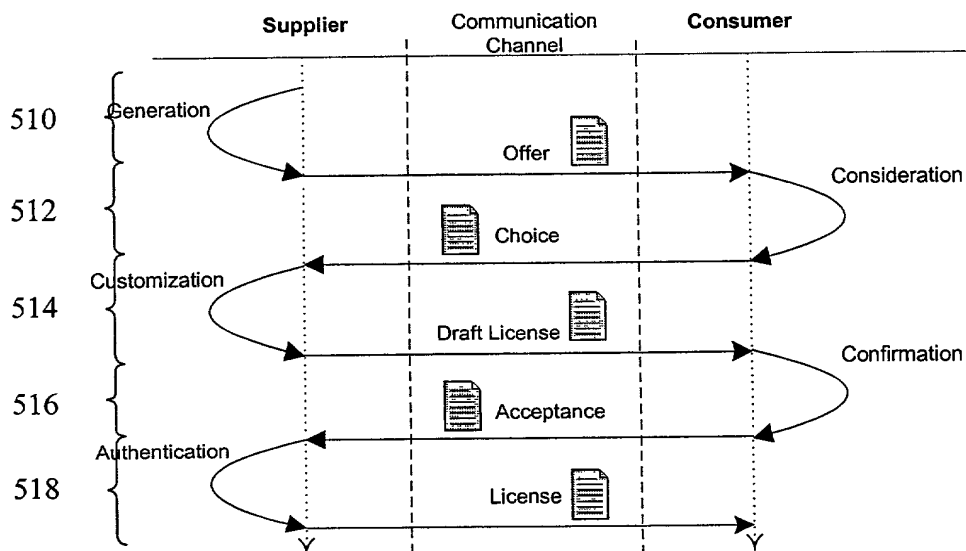 Supplier
Communication
Channel
Consumer
510
Generation
Offer
Consideration
512
Choice
Customization
514
Draft License
Confirmation
516
Acceptance
Authentication
518
License